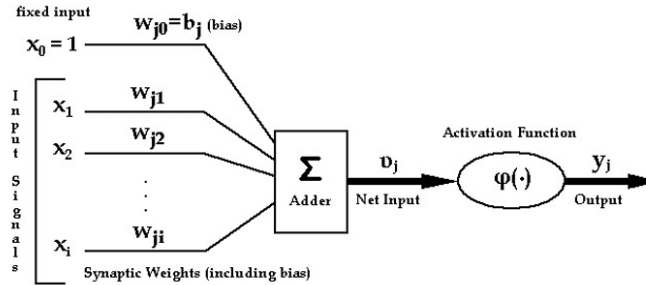 fixed input
x0 = 1
wj0=bj (bias)
Input Signals
x1
wj1
x2
wj2
.
.
.
.
.
xi
wji
Synaptic Weights (including bias)
Σ
Adder
υj
Net Input
Activation Function
φ(·)
yj
Output